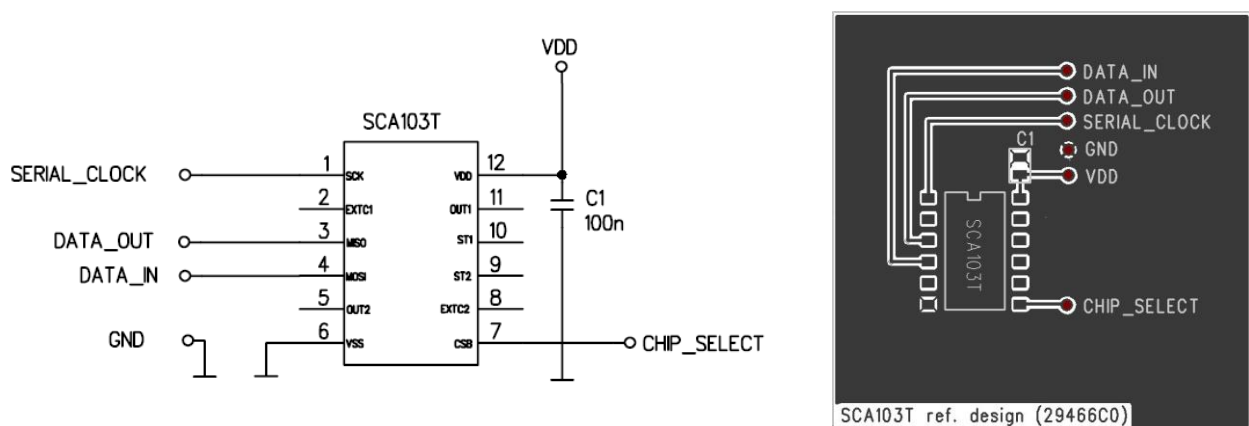 VDD
SCA103T
SERIAL_CLOCK 1 SCK VDD 12
2 EXTC1 OUT1 11
C1
100n
DATA_OUT 3 MISO ST1 10
DATA_IN 4 MOSI ST2 9
5 OUT2 EXTC2 8
GND 6 VSS CSB 7 CHIP_SELECT
DATA_IN
DATA_OUT
SERIAL_CLOCK
C1
GND
VDD
SCA103T
CHIP_SELECT
SCA103T ref. design (29466C0)